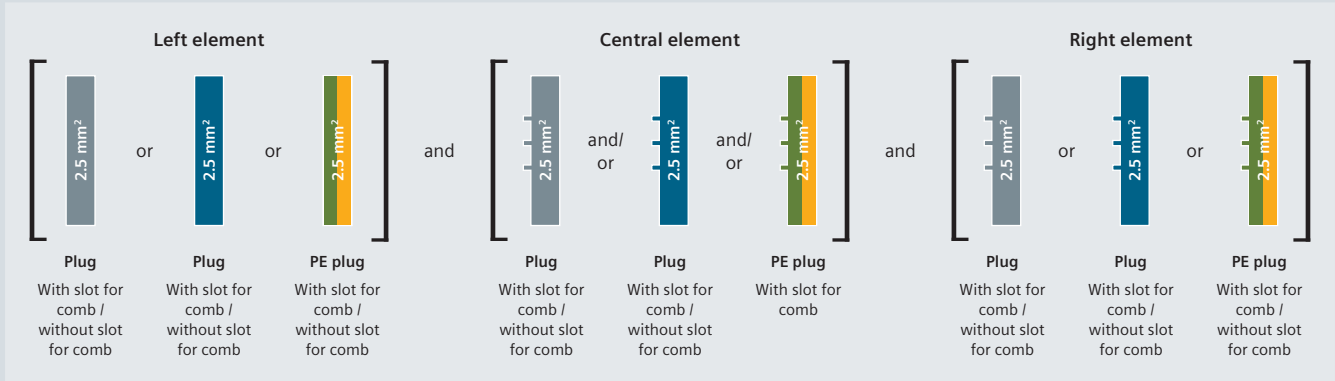 Left element
2.5 mm²
or
2.5 mm²
or
2.5 mm²
Plug
With slot for
comb /
without slot
for comb
Plug
With slot for
comb /
without slot
for comb
PE plug
With slot for
comb /
without slot
for comb
and
Central element
2.5 mm²
and/
or
2.5 mm²
and/
or
2.5 mm²
Plug
With slot for
comb /
without slot
for comb
Plug
With slot for
comb /
without slot
for comb
PE plug
With slot for
comb
and
Right element
2.5 mm²
or
2.5 mm²
or
2.5 mm²
Plug
With slot for
comb /
without slot
for comb
Plug
With slot for
comb /
without slot
for comb
PE plug
With slot for
comb /
without slot
for comb